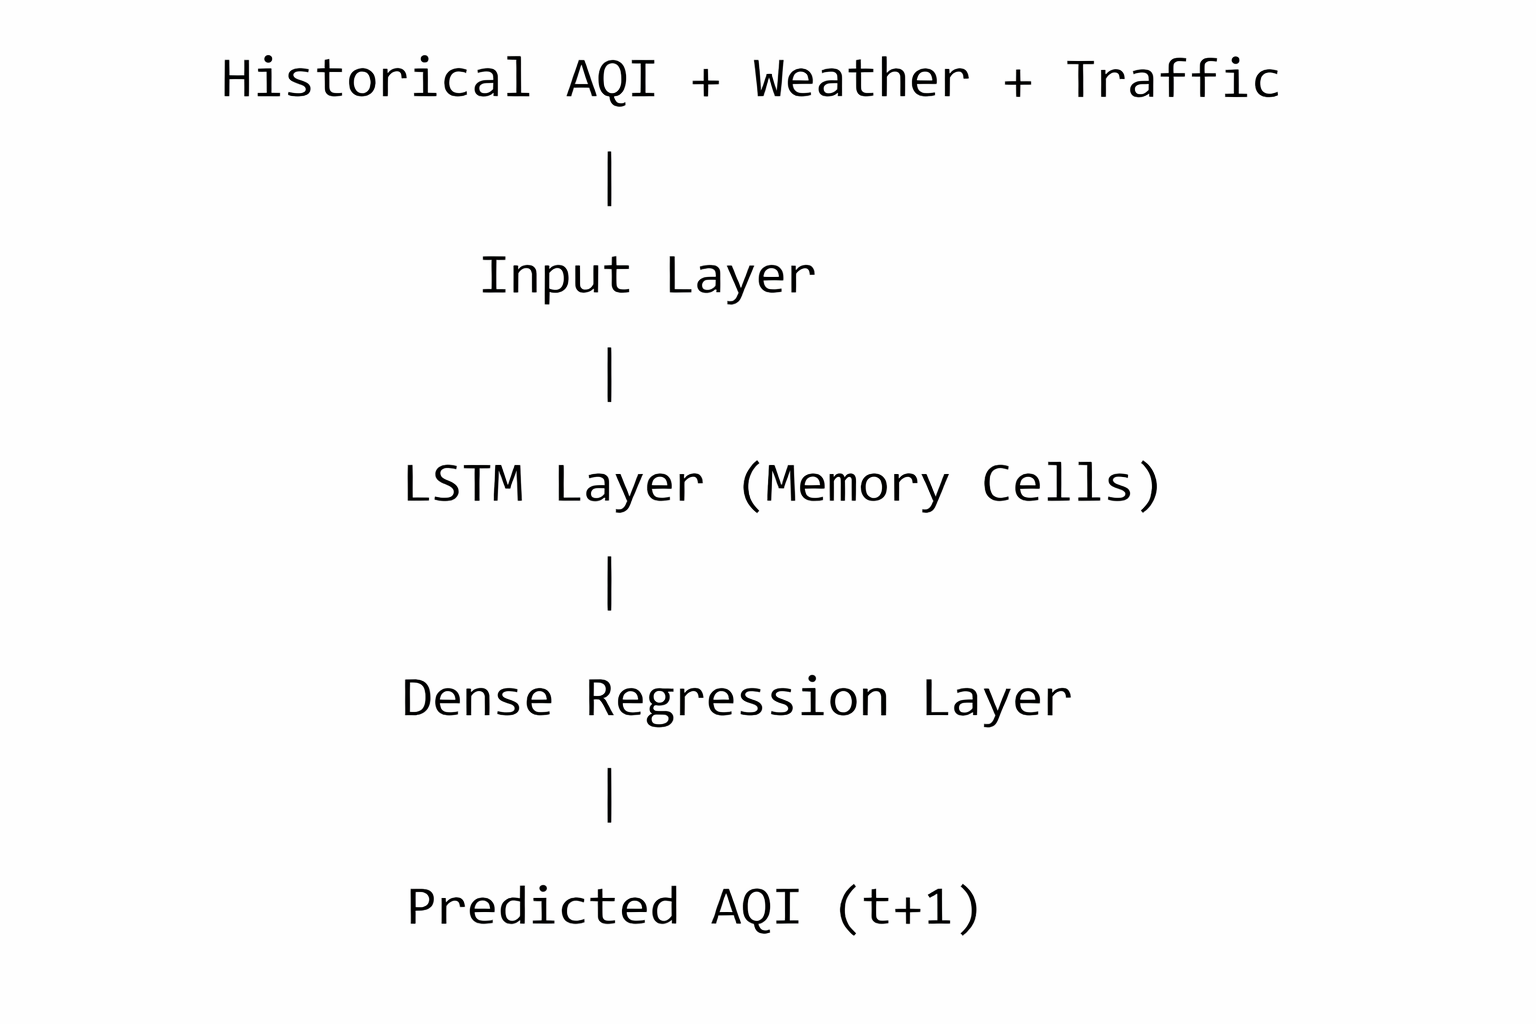 Historical AQI + Weather + Traffic
|
Input Layer
|
LSTM Layer (Memory Cells)
|
Dense Regression Layer
|
Predicted AQI (t+1)